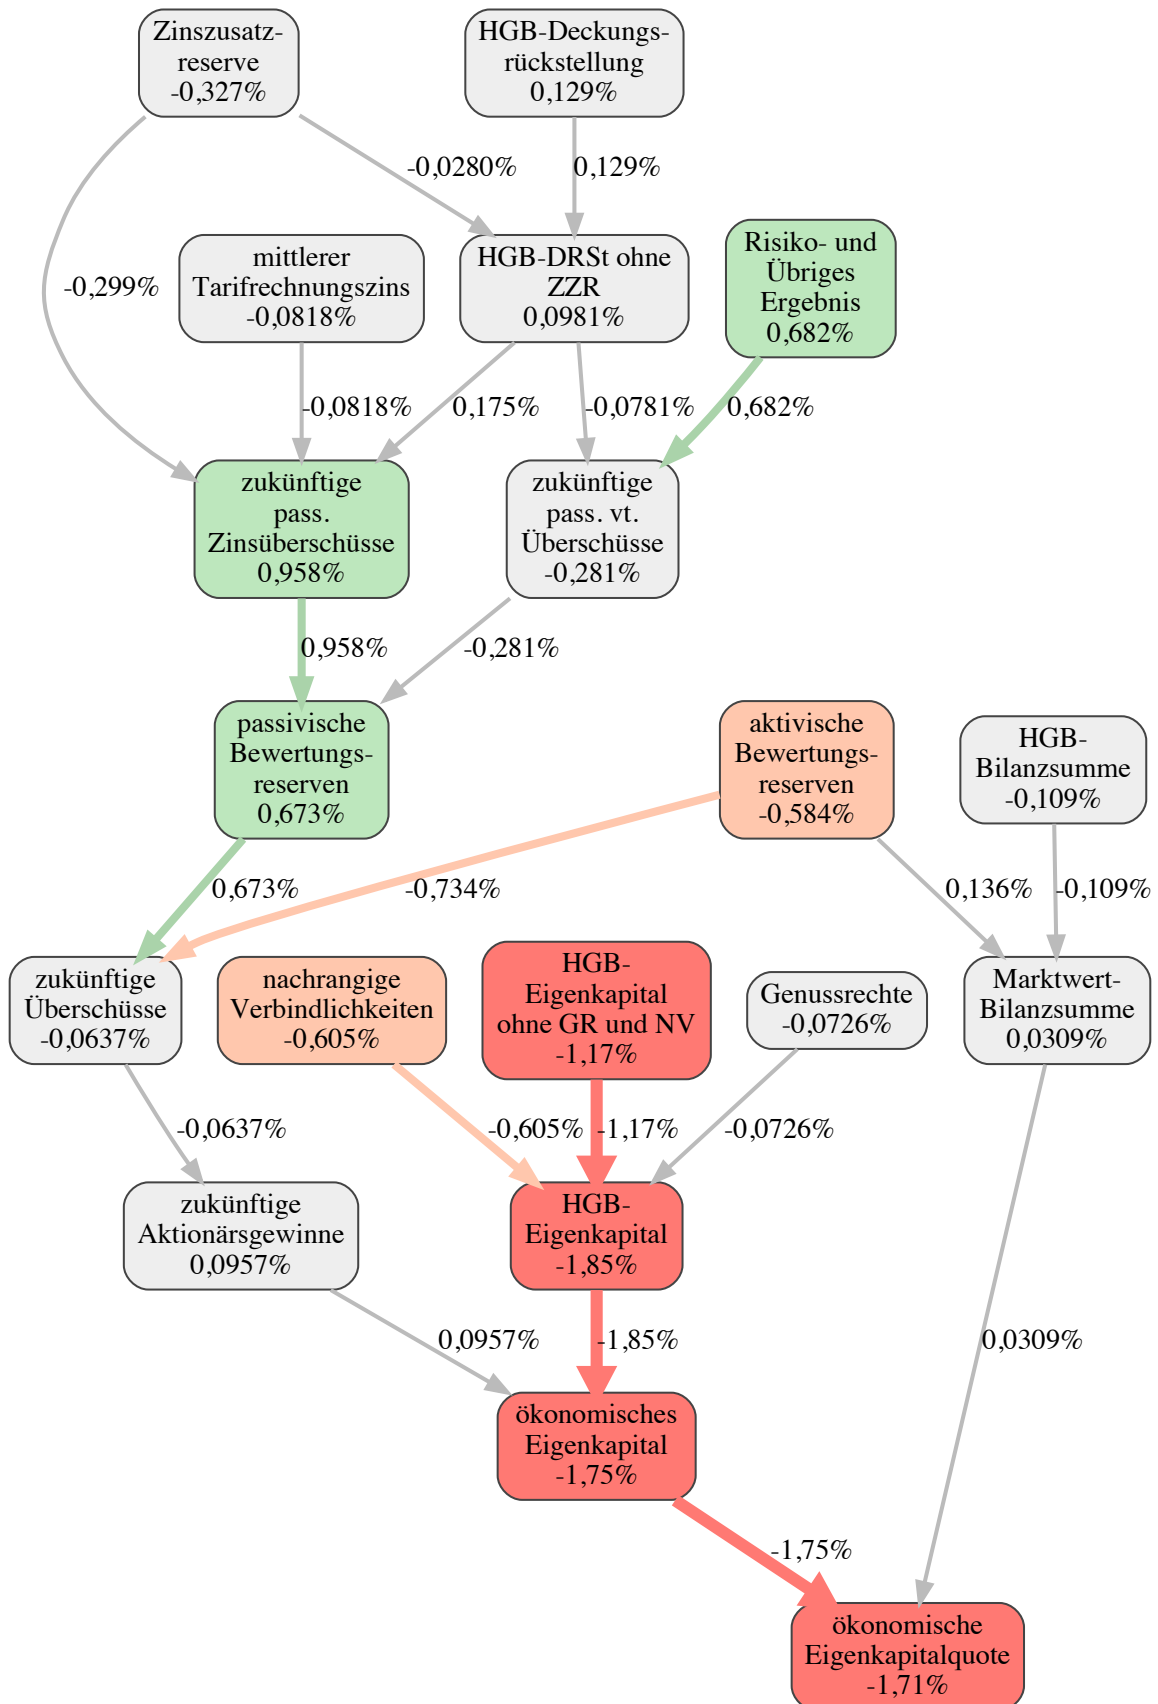 Zinszusatz-
reserve
-0,327%
HGB-Deckungs-
rückstellung
0,129%
-0,0280%
0,129%
mittlerer
Tarifrechnungszins
-0,0818%
HGB-DRSt ohne
ZZR
0,0981%
Risiko- und
Übriges
Ergebnis
0,682%
-0,299%
-0,0818%
0,175%
-0,0781%
0,682%
zukünftige
pass.
Zinsüberschüsse
0,958%
zukünftige
pass. vt.
Überschüsse
-0,281%
0,958%
-0,281%
passivische
Bewertungs-
reserven
0,673%
aktivische
Bewertungs-
reserven
-0,584%
HGB-
Bilanzsumme
-0,109%
0,673%
-0,734%
0,136%
-0,109%
zukünftige
Überschüsse
-0,0637%
nachrangige
Verbindlichkeiten
-0,605%
HGB-
Eigenkapital
ohne GR und NV
-1,17%
Genussrechte
-0,0726%
Marktwert-
Bilanzsumme
0,0309%
-0,0637%
-0,605%
-1,17%
-0,0726%
zukünftige
Aktionärsgewinne
0,0957%
HGB-
Eigenkapital
-1,85%
0,0957%
-1,85%
0,0309%
ökonomisches
Eigenkapital
-1,75%
-1,75%
ökonomische
Eigenkapitalquote
-1,71%